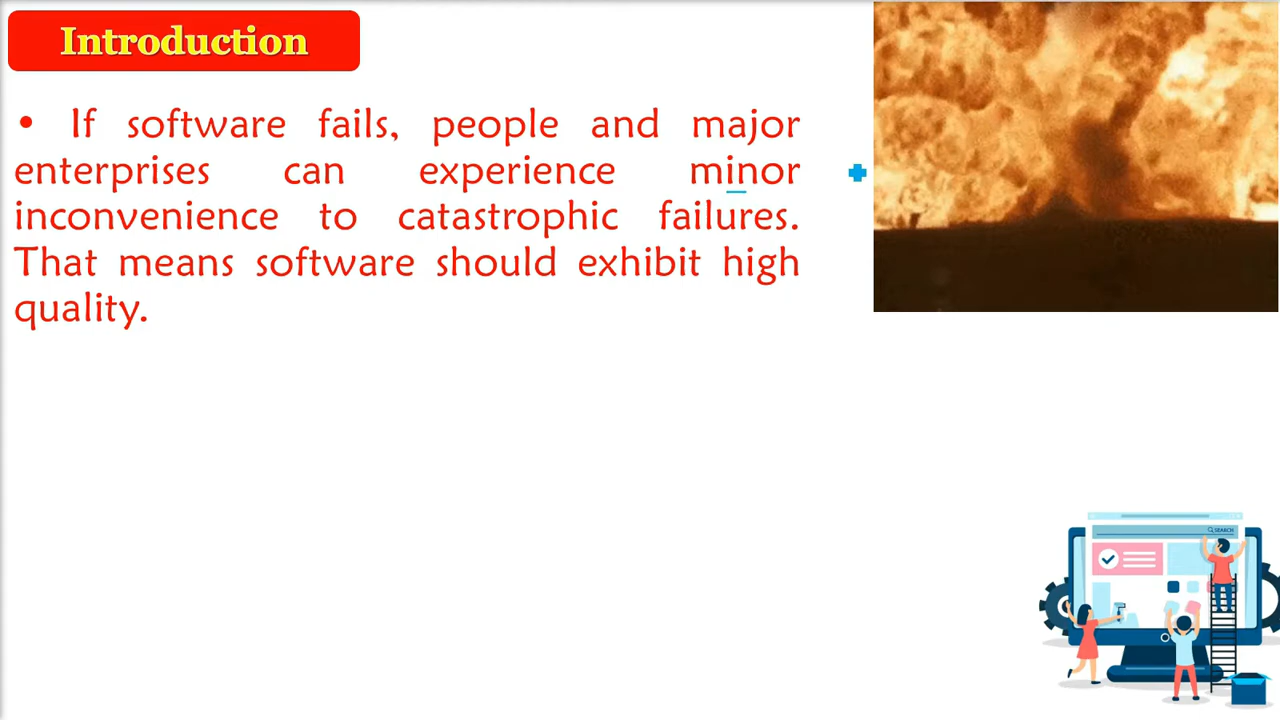 Introduction
• If software fails, people and major
enterprises can experience minor
inconvenience to catastrophic failures.
That means software should exhibit high
quality.
SEARCH